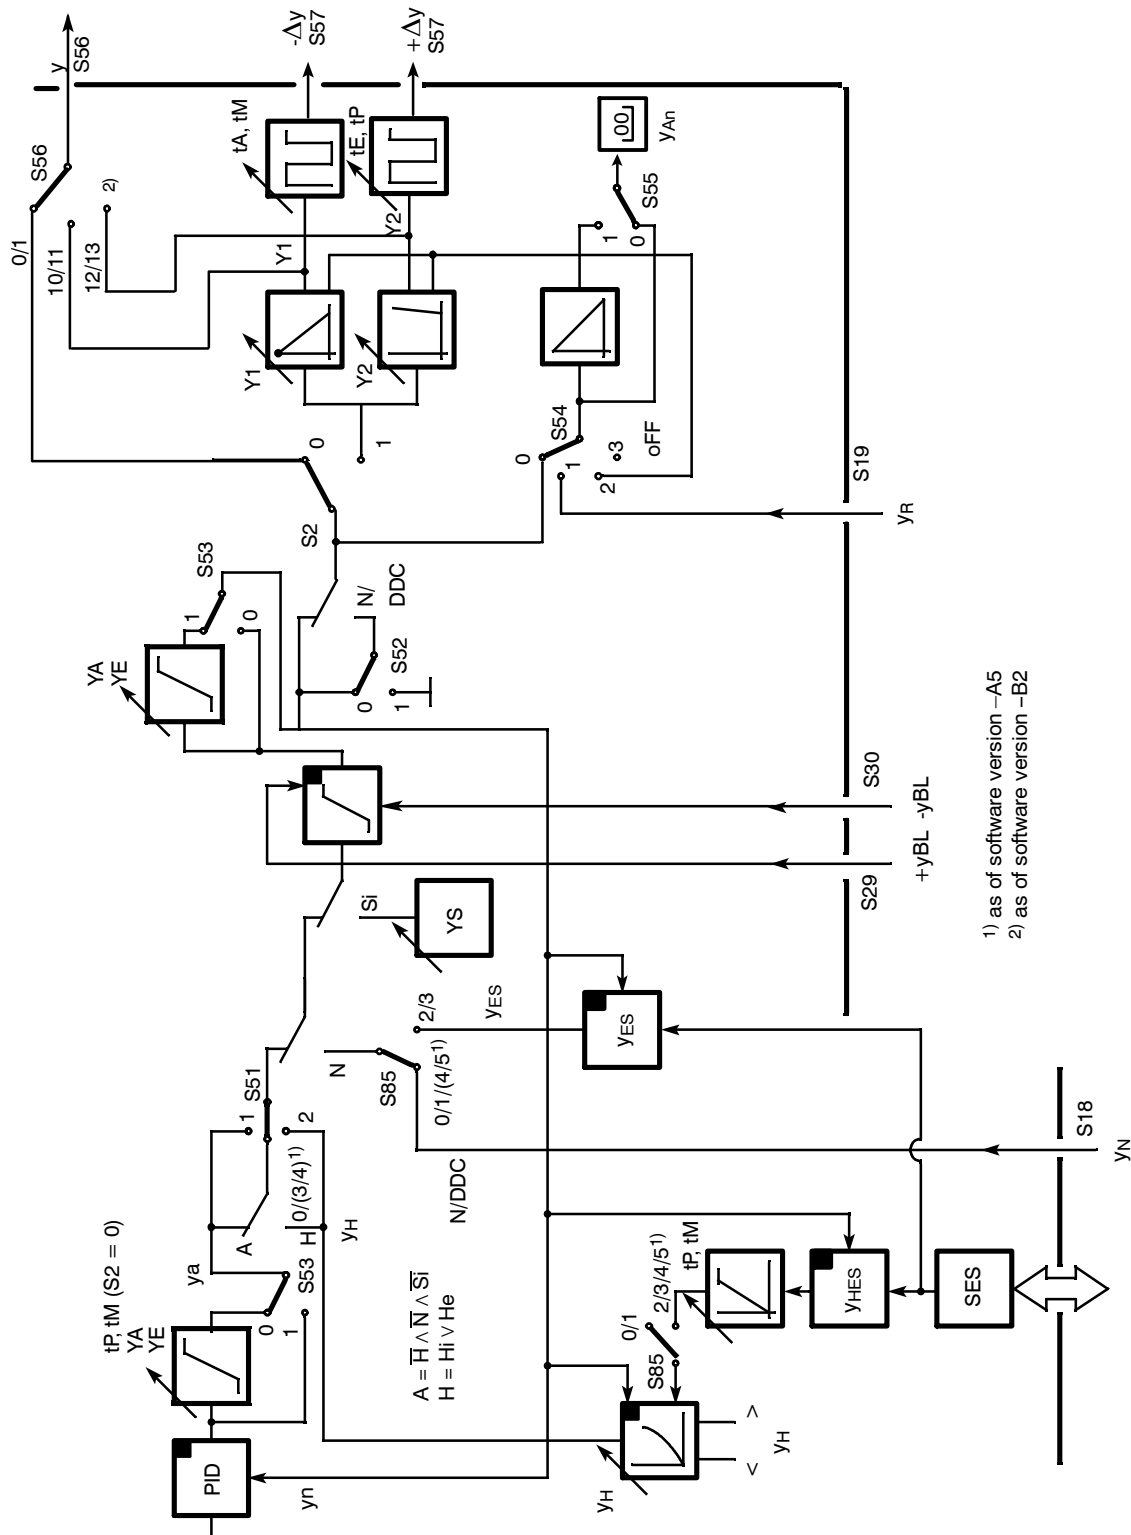 PID
yn
tP, tM (S2 = 0)
YA
YE
0
1
S53
ya
A
H
0/(3/4)1)
yH
1
2
S51
A = H̅ ∧ N̅ ∧ S̅i̅
H = Hi ∨ He
yH
<
>
yH
S85
0/1
2/3/4/51)
tP, tM
yHES
SES
N
S85
0/1/(4/51)
2/3
N/DDC
yES
yES
S18
yN
Si
YS
S29
+yBL
-yBL
S30
YA
YE
1
0
S53
0
1
S52
N/
DDC
S2
0
1
S19
yR
0
1
2
3
oFF
S54
Y1
Y2
Y1
Y2
tA, tM
tE, tP
-Δy
S57
+Δy
S57
1
0
S55
00
yAn
0/1
10/11
12/13
2)
S56
y
S56
1) as of software version –A5
2) as of software version –B2